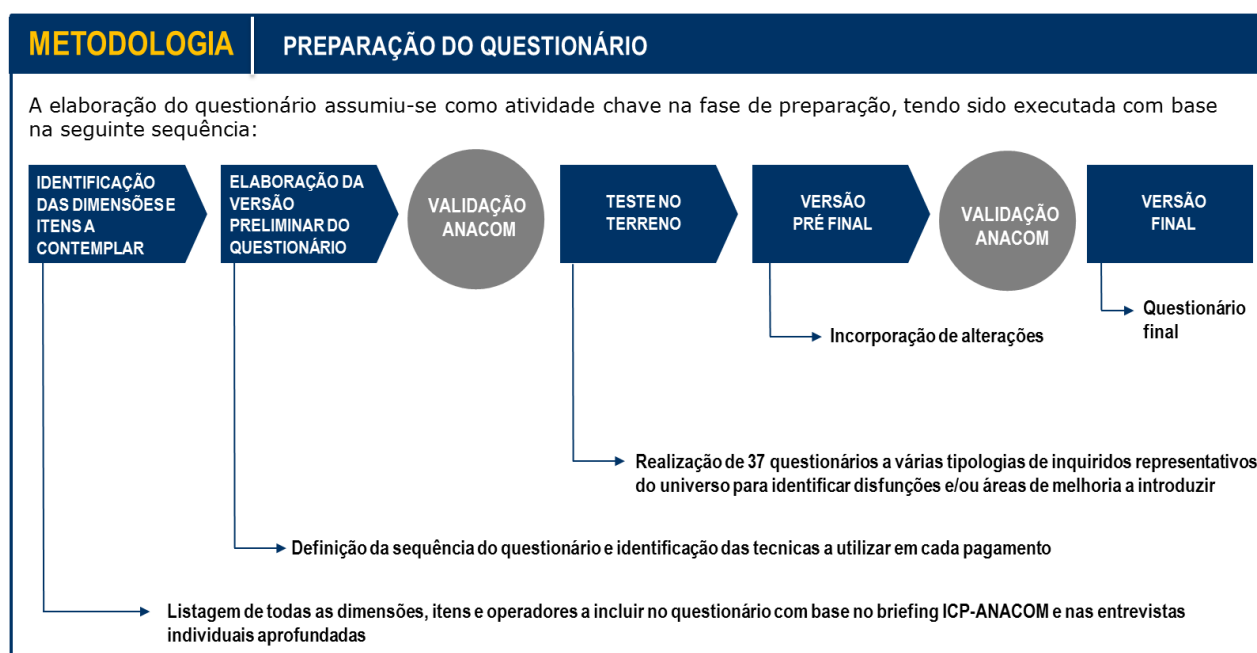 METODOLOGIA
PREPARAÇÃO DO QUESTIONÁRIO
A elaboração do questionário assumiu-se como atividade chave na fase de preparação, tendo sido executada com base
na seguinte sequência:
IDENTIFICAÇÃO
DAS DIMENSÕES E
ITENS A
CONTEMPLAR
ELABORAÇÃO DA
VERSÃO
PRELIMINAR DO
QUESTIONÁRIO
VALIDAÇÃO
ANACOM
TESTE NO
TERRENO
VERSÃO
PRÉ FINAL
VALIDAÇÃO
ANACOM
VERSÃO
FINAL
Questionário
final
Incorporação de alterações
Realização de 37 questionários a várias tipologias de inquiridos representativos
do universo para identificar disfunções e/ou áreas de melhoria a introduzir
Definição da sequência do questionário e identificação das tecnicas a utilizar em cada pagamento
Listagem de todas as dimensões, itens e operadores a incluir no questionário com base no briefing ICP-ANACOM e nas entrevistas
individuais aprofundadas